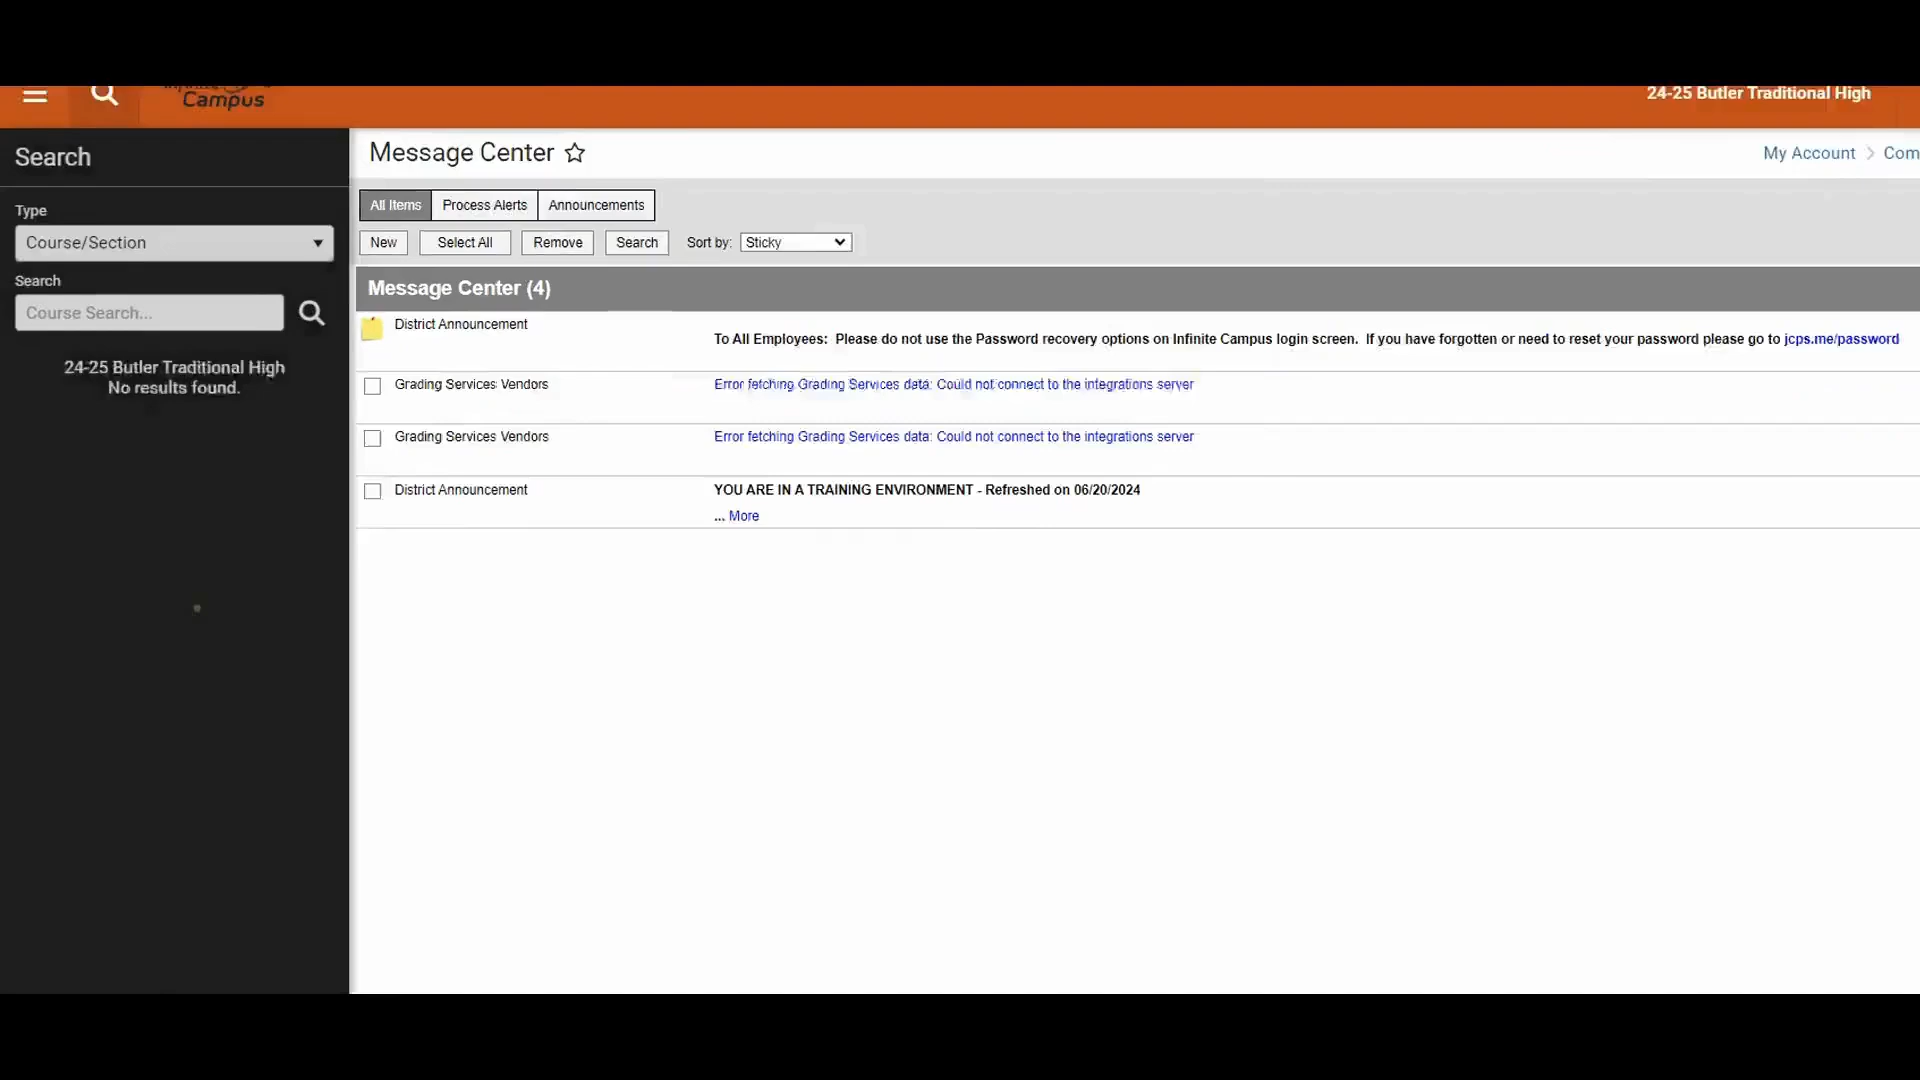 Campus
24-25 Butler Traditional High
Search
Message Center
My Account > Com
Type
All Items Process Alerts Announcements
Course/Section
New Select All Remove Search Sort by: Sticky
Search
Message Center (4)
Course Search...
District Announcement
To All Employees: Please do not use the Password recovery options on Infinite Campus login screen. If you have forgotten or need to reset your password please go to jcps.me/password
24-25 Butler Traditional High
No results found.
Grading Services Vendors Error fetching Grading Services data: Could not connect to the integrations server
Grading Services Vendors Error fetching Grading Services data: Could not connect to the integrations server
District Announcement YOU ARE IN A TRAINING ENVIRONMENT - Refreshed on 06/20/2024
... More